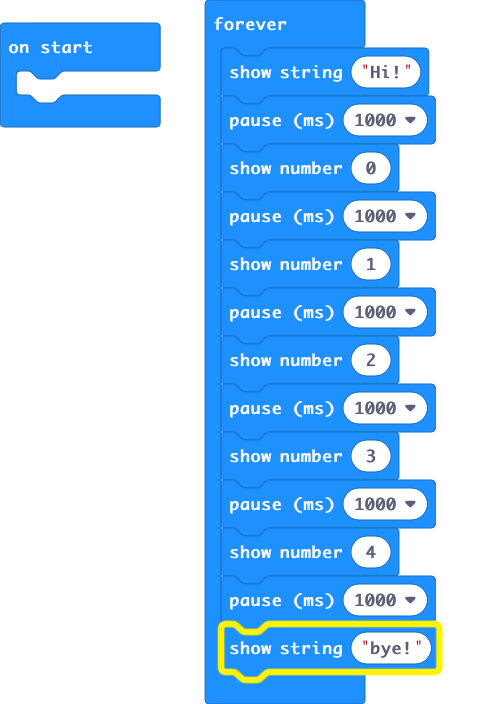 on start
forever
show string "Hi!"
pause (ms) 1000
show number 0
pause (ms) 1000
show number 1
pause (ms) 1000
show number 2
pause (ms) 1000
show number 3
pause (ms) 1000
show number 4
pause (ms) 1000
show string "bye!"